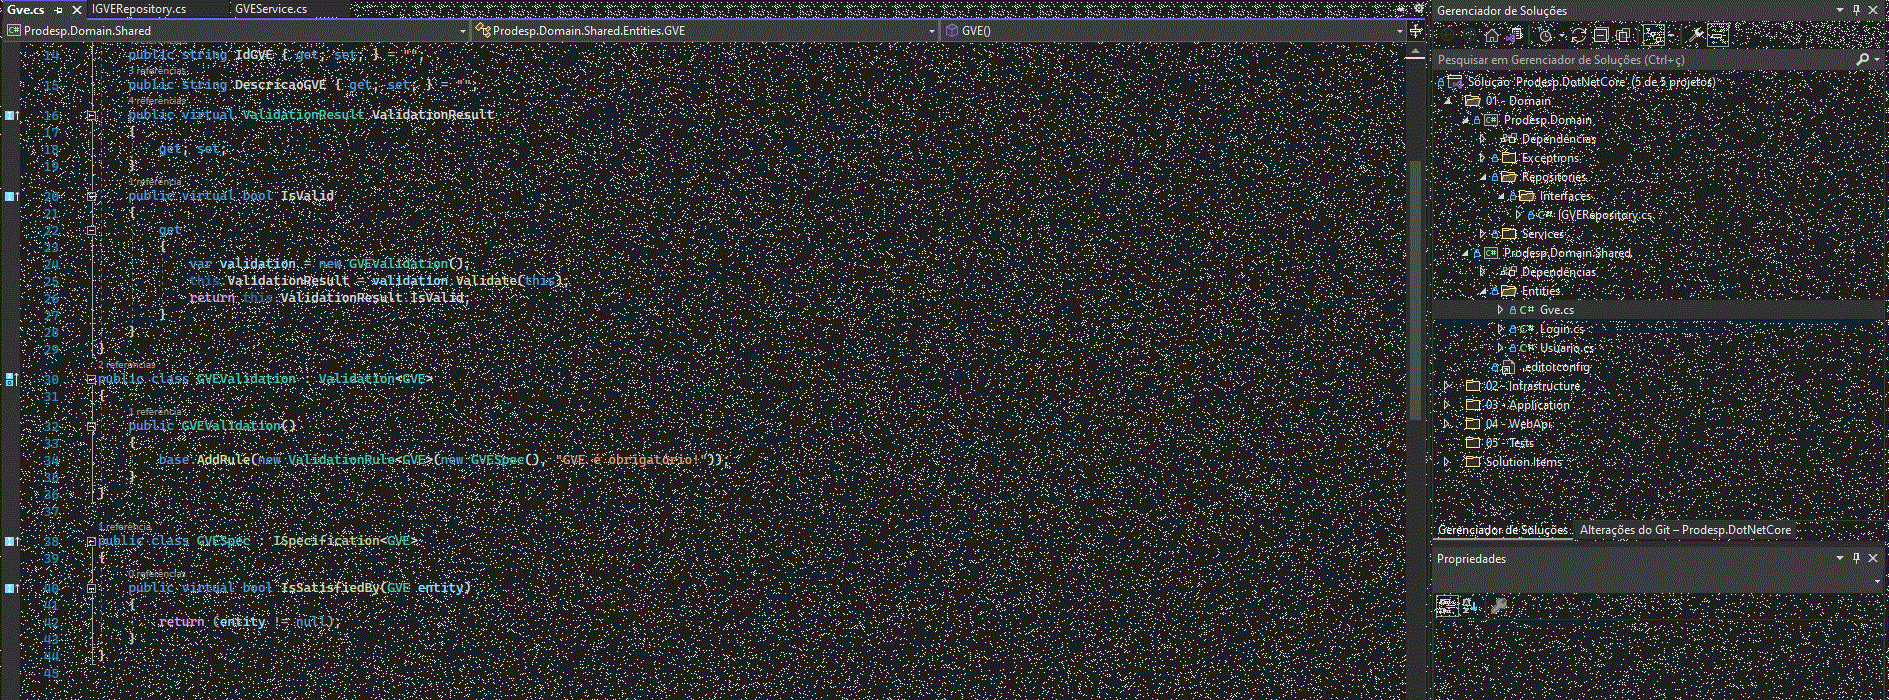 Gve.cs
IGVERepository.cs
GVEService.cs
Prodesp.Domain.Shared
Prodesp.Domain.Shared.Entities.GVE
GVE()
14 public string IdGVE { get; set; } = "";
3 referências
15 public string DescricaoGVE { get; set; } = "";
4 referências
16 public virtual ValidationResult ValidationResult
17 {
18 get; set;
19 }
1 referência
20 public virtual bool IsValid
21 {
22 get
23 {
24 var validation = new GVEValidation();
25 this.ValidationResult = validation.Validate(this);
26 return this.ValidationResult.IsValid;
27 }
28 }
29 }
2 referências
30 public class GVEValidation : Validation<GVE>
31 {
1 referência
32 public GVEValidation()
33 {
34 base.AddRule(new ValidationRule<GVE>(new GVESpec(), "GVE é obrigatório!"));
35 }
36 }
37
1 referência
38 public class GVESpec : ISpecification<GVE>
39 {
40 public virtual bool IsSatisfiedBy(GVE entity)
41 {
42 return (entity != null);
43 }
44 }
45
Gerenciador de Soluções
Pesquisar em Gerenciador de Soluções (Ctrl+ç)
Solução 'Prodesp.DotNetCore' (5 de 5 projetos)
01 - Domain
C# Prodesp.Domain
Dependências
Exceptions
Repositories
Interfaces
C# IGVERepository.cs
Services
C# Prodesp.Domain.Shared
Dependências
Entities
C# Gve.cs
C# Login.cs
C# Usuario.cs
.editorconfig
02 - Infrastructure
03 - Application
04 - WebApi
05 - Tests
Solution Items
Gerenciador de Soluções
Alterações do Git – Prodesp.DotNetCore
Propriedades